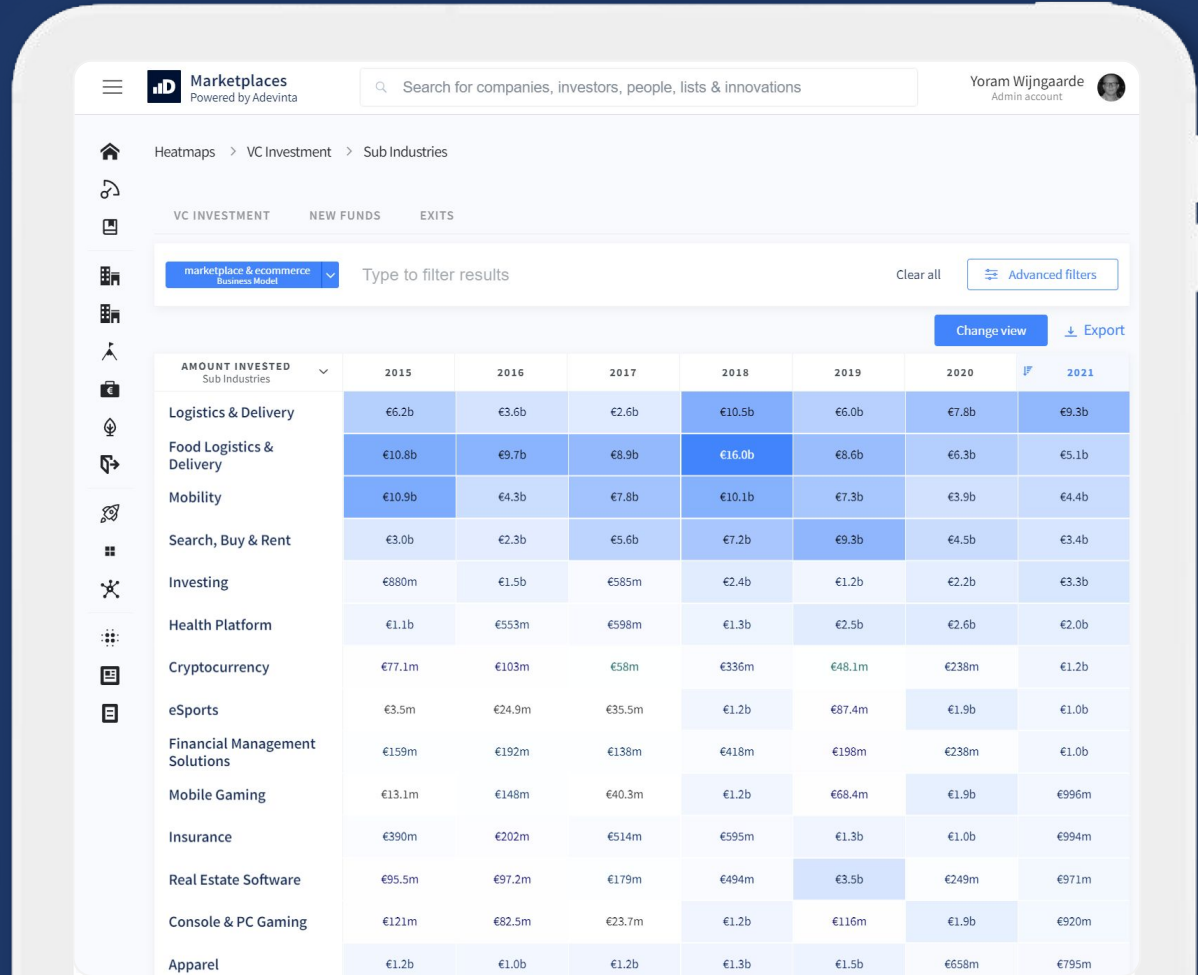 Marketplaces
Powered by Adevinta
Search for companies, investors, people, lists & innovations
Yoram Wijngaarde
Admin account
Heatmaps > VC Investment > Sub Industries
VC INVESTMENT NEW FUNDS EXITS
marketplace & ecommerce
Business Model
Type to filter results
Clear all
Advanced filters
Change view
Export
AMOUNT INVESTED
Sub Industries
2015 2016 2017 2018 2019 2020 2021
Logistics & Delivery €6.2b €3.6b €2.6b €10.5b €6.0b €7.8b €9.3b
Food Logistics &
Delivery €10.8b €9.7b €8.9b €16.0b €8.6b €6.3b €5.1b
Mobility €10.9b €4.3b €7.8b €10.1b €7.3b €3.9b €4.4b
Search, Buy & Rent €3.0b €2.3b €5.6b €7.2b €9.3b €4.5b €3.4b
Investing €880m €1.5b €585m €2.4b €1.2b €2.2b €3.3b
Health Platform €1.1b €553m €598m €1.3b €2.5b €2.6b €2.0b
Cryptocurrency €77.1m €103m €58m €336m €48.1m €238m €1.2b
eSports €3.5m €24.9m €35.5m €1.2b €87.4m €1.9b €1.0b
Financial Management
Solutions €159m €192m €138m €418m €198m €238m €1.0b
Mobile Gaming €13.1m €148m €40.3m €1.2b €68.4m €1.9b €996m
Insurance €390m €202m €514m €595m €1.3b €1.0b €994m
Real Estate Software €95.5m €97.2m €179m €494m €3.5b €249m €971m
Console & PC Gaming €121m €82.5m €23.7m €1.2b €116m €1.9b €920m
Apparel €1.2b €1.0b €1.2b €1.3b €1.5b €658m €795m